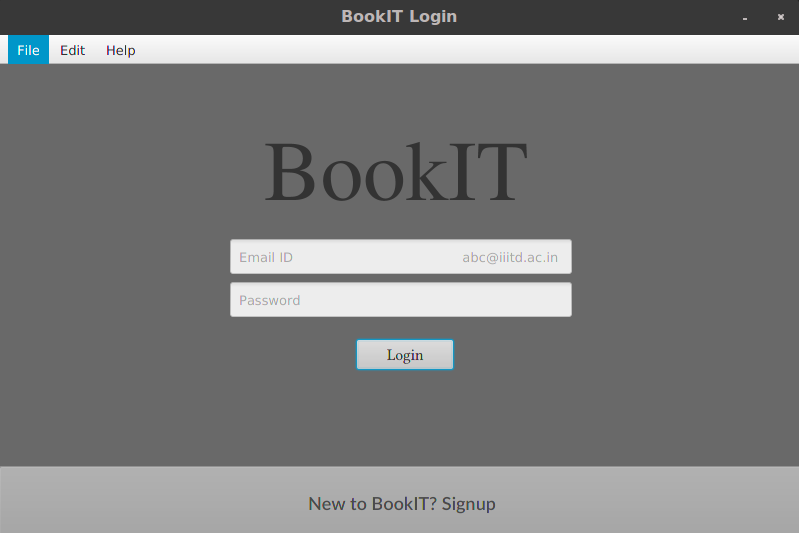 BookIT Login
File Edit Help
BookIT
Email ID abc@iiitd.ac.in
Password
Login
New to BookIT? Signup